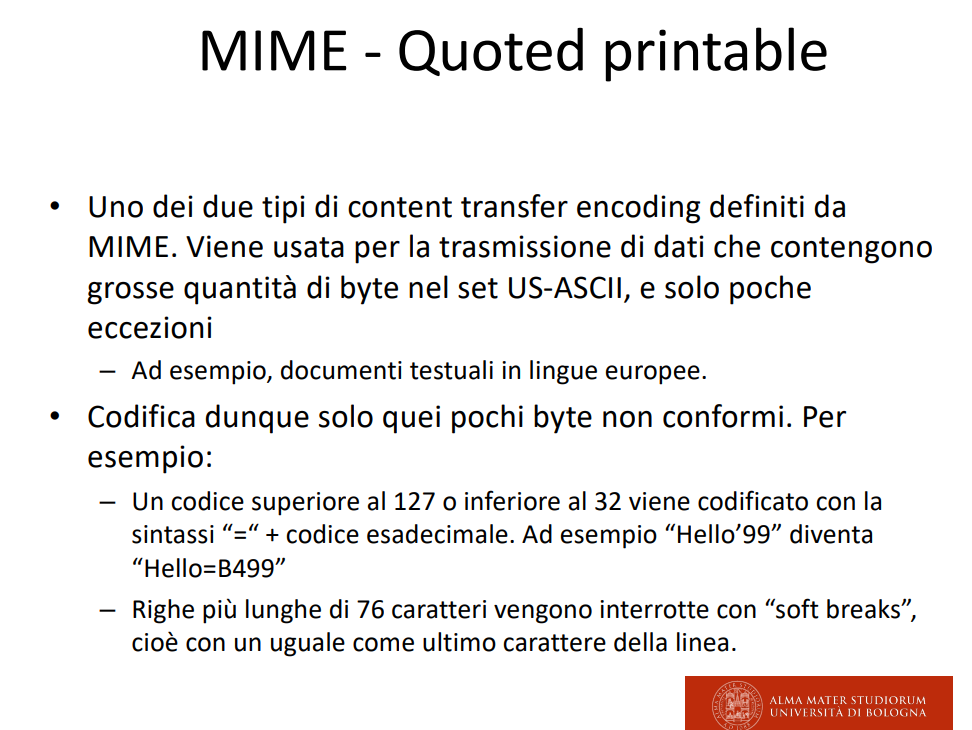 MIME - Quoted printable
• Uno dei due tipi di content transfer encoding definiti da
MIME. Viene usata per la trasmissione di dati che contengono
grosse quantità di byte nel set US-ASCII, e solo poche
eccezioni
– Ad esempio, documenti testuali in lingue europee.
• Codifica dunque solo quei pochi byte non conformi. Per
esempio:
– Un codice superiore al 127 o inferiore al 32 viene codificato con la
sintassi “=“ + codice esadecimale. Ad esempio “Hello’99” diventa
“Hello=B499”
– Righe più lunghe di 76 caratteri vengono interrotte con “soft breaks”,
cioè con un uguale come ultimo carattere della linea.
ALMA MATER STUDIORUM
UNIVERSITÀ DI BOLOGNA